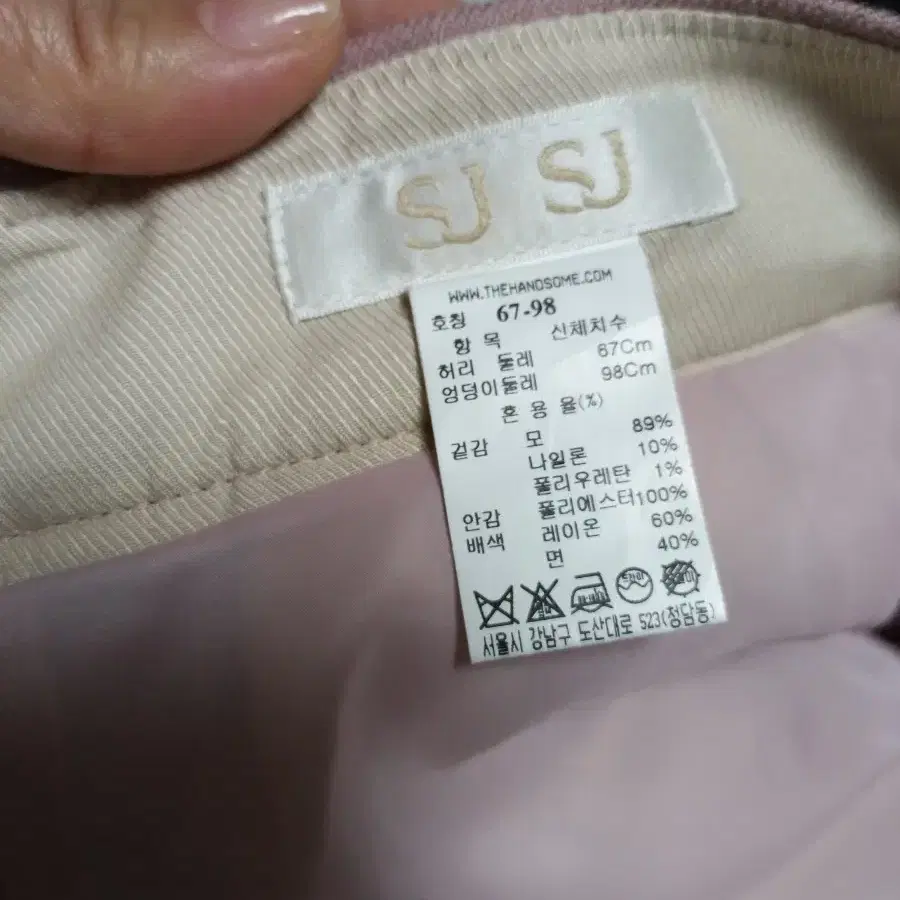 SJ SJ
WWW.THEHANDSOME.COM
호칭 67-98
항 목 신체치수
허리 둘레 67Cm
엉덩이둘레 98Cm
혼 용 율(%)
겉감 모 89%
나일론 10%
폴리우레탄 1%
안감 폴리에스터100%
배색 레이온 60%
면 40%
드라이
서울시 강남구 도산대로 523(청담동)